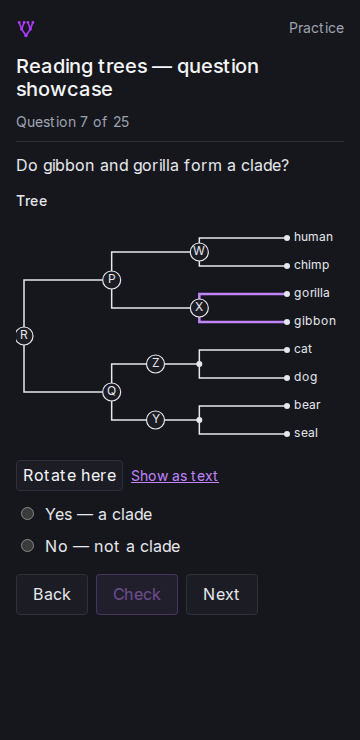 Practice
Reading trees — question
showcase
Question 7 of 25
Do gibbon and gorilla form a clade?
Tree
human
W
chimp
P
gorilla
X
gibbon
R
cat
Z
dog
Q
bear
Y
seal
Rotate here Show as text
Yes — a clade
No — not a clade
Back Check Next